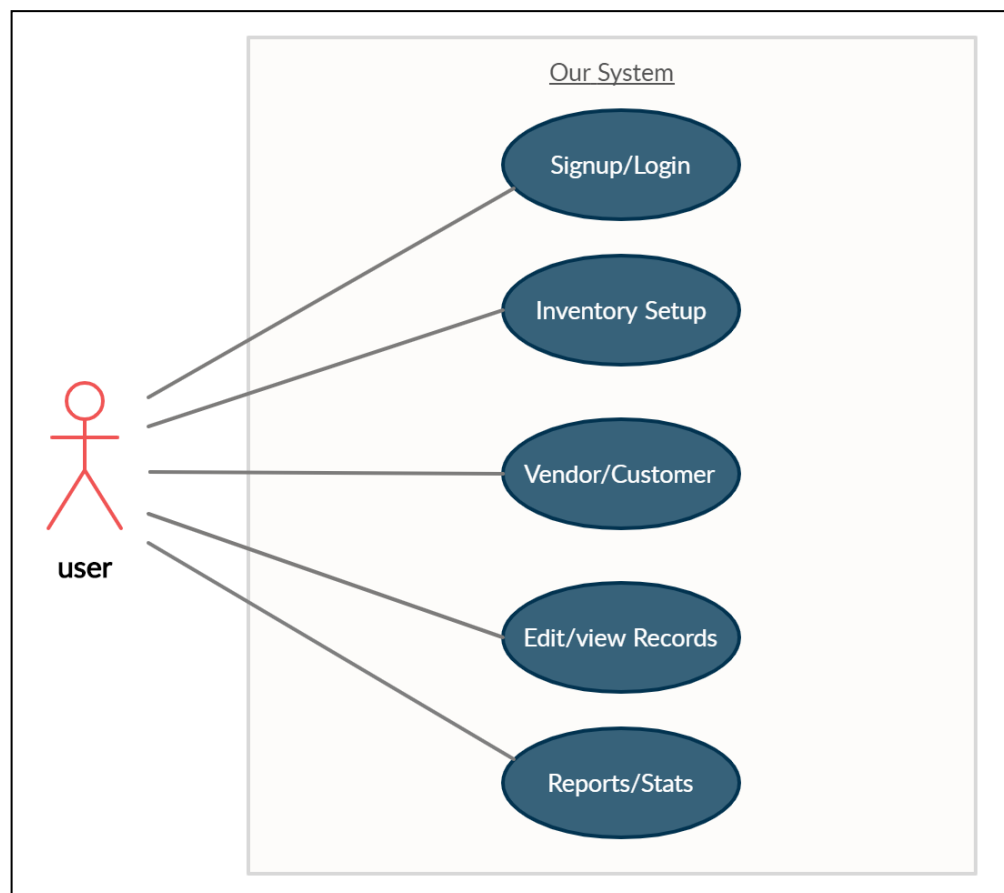 Our System
Signup/Login
Inventory Setup
Vendor/Customer
user
Edit/view Records
Reports/Stats